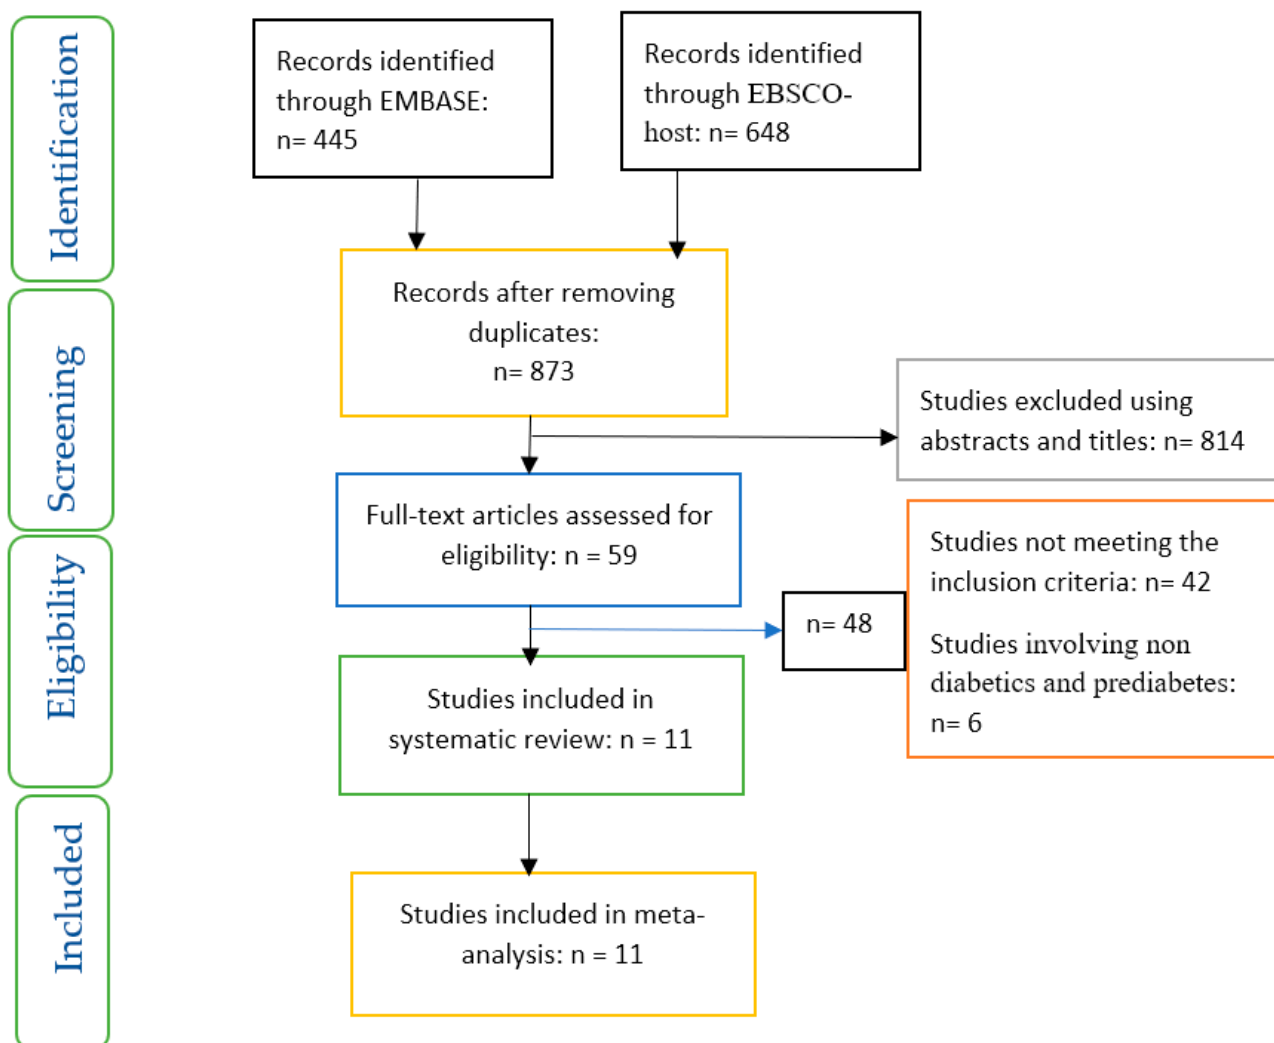 Identification
Records identified
through EMBASE:
n= 445
Records identified
through EBSCO-
host: n= 648
Records after removing
duplicates:
n= 873
Screening
Studies excluded using
abstracts and titles: n= 814
Full-text articles assessed for
eligibility: n = 59
Eligibility
n= 48
Studies not meeting the
inclusion criteria: n= 42
Studies involving non
diabetics and prediabetes:
n= 6
Studies included in
systematic review: n = 11
Included
Studies included in meta-
analysis: n = 11